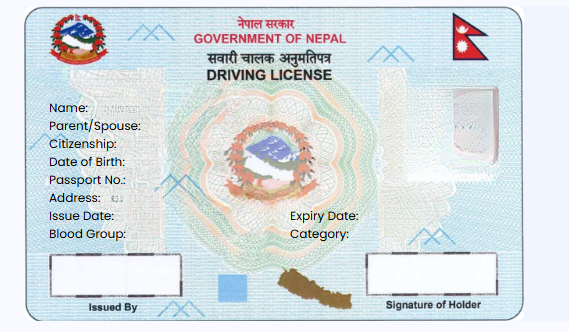 नेपाल सरकार
GOVERNMENT OF NEPAL
सवारी चालक अनुमतिपत्र
DRIVING LICENSE
Name:
Parent/Spouse:
Citizenship:
Date of Birth:
Passport No.:
Address:
Issue Date: Expiry Date:
Blood Group: Category:
Issued By Signature of Holder